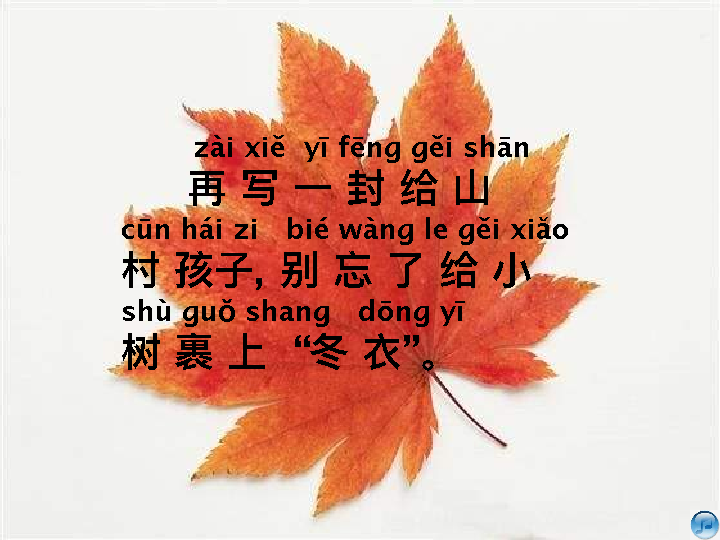 zài xiě yī fēng gěi shān
再 写 一 封 给 山
cūn hái zi bié wàng le gěi xiǎo
村 孩子, 别 忘 了 给 小
shù guǒ shang dōng yī
树 裹 上 “冬 衣”。